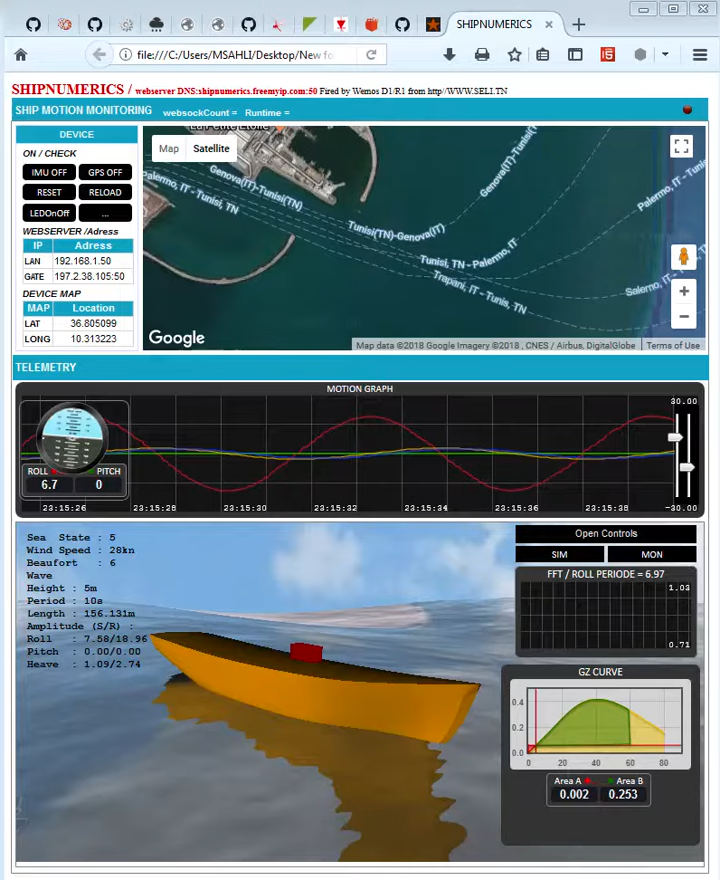 SHIPNUMERICS
file:///C:/Users/MSAHLI/Desktop/New fo
SHIPNUMERICS / webserver DNS:shipnumerics.freemyip.com:50 Fired by Wemos D1/R1 from http//WWW.SELI.TN
SHIP MOTION MONITORING websockCount = Runtime =
DEVICE
ON / CHECK
IMU OFF GPS OFF
RESET RELOAD
LEDOnOff ...
WEBSERVER /Adress
IP Adress
LAN 192.168.1.50
GATE 197.2.38.105:50
DEVICE MAP
MAP Location
LAT 36.805099
LONG 10.313223
La Petite Etoile
Map Satellite
Genova(IT)-Tunisi(TN)
Palermo, IT - Tunisi, TN
Tunisi(TN)-Genova(IT)
Genova(IT)-Tunisi(TN)
Palermo, IT - Tunisi
Tunisi, TN - Palermo, IT
Trapani, IT - Tunis, TN
Salerno, IT - Tunis
Google
Map data ©2018 Google Imagery ©2018 , CNES / Airbus, DigitalGlobe Terms of Use
TELEMETRY
MOTION GRAPH
30.00
-30.00
ROLL PITCH
6.7 0
23:15:26 23:15:28 23:15:30 23:15:32 23:15:34 23:15:36 23:15:38
Sea State : 5
Wind Speed : 28kn
Beaufort : 6
Wave
Height : 5m
Period : 10s
Length : 156.131m
Amplitude (S/R) :
Roll : 7.58/18.96
Pitch : 0.00/0.00
Heave : 1.09/2.74
Open Controls
SIM MON
FFT / ROLL PERIODE = 6.97
1.03
0.71
GZ CURVE
0.4
0.2
0.0
0 20 40 60 80
Area A Area B
0.002 0.253